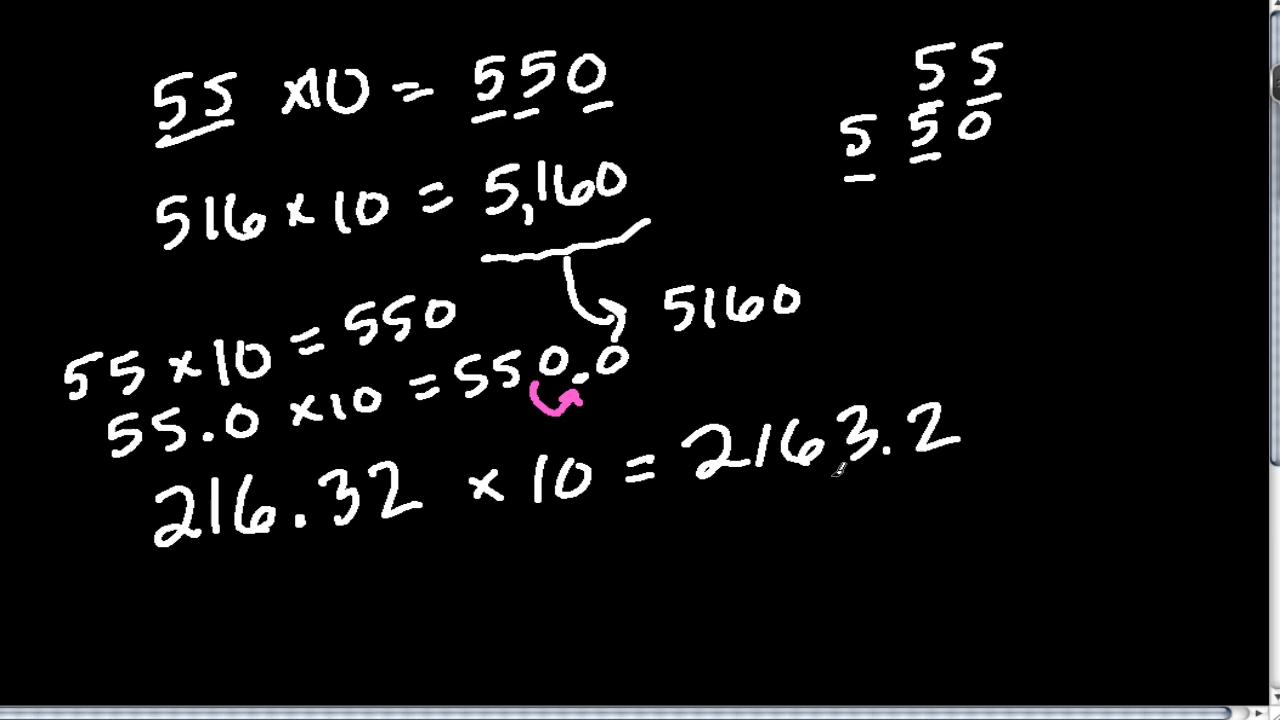 55 x10 = 550
55
550
516 x 10 = 5,160
5160
55 x 10 = 550
55.0 x10 = 550.0
216.32 x 10 = 2163.2